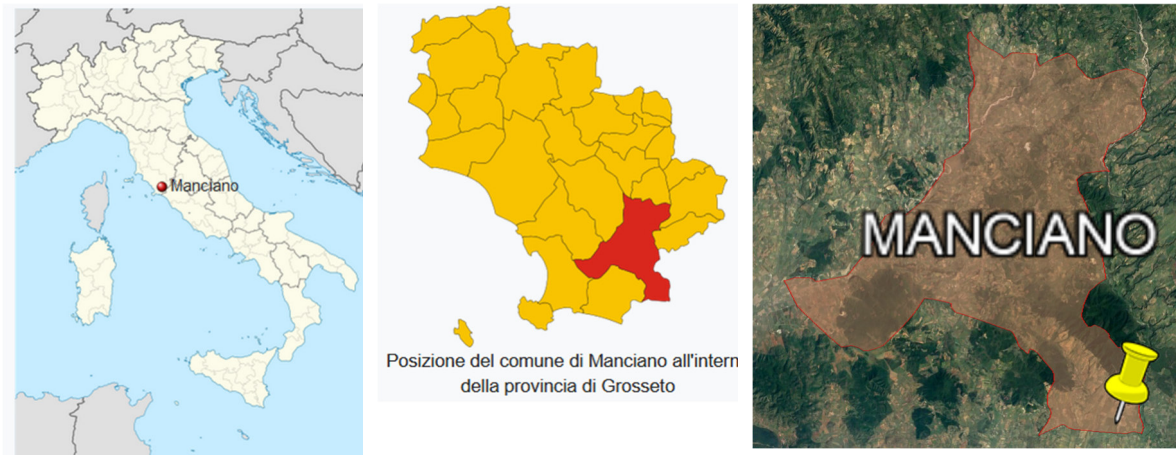 Manciano
Posizione del comune di Manciano all'intern
della provincia di Grosseto
MANCIANO